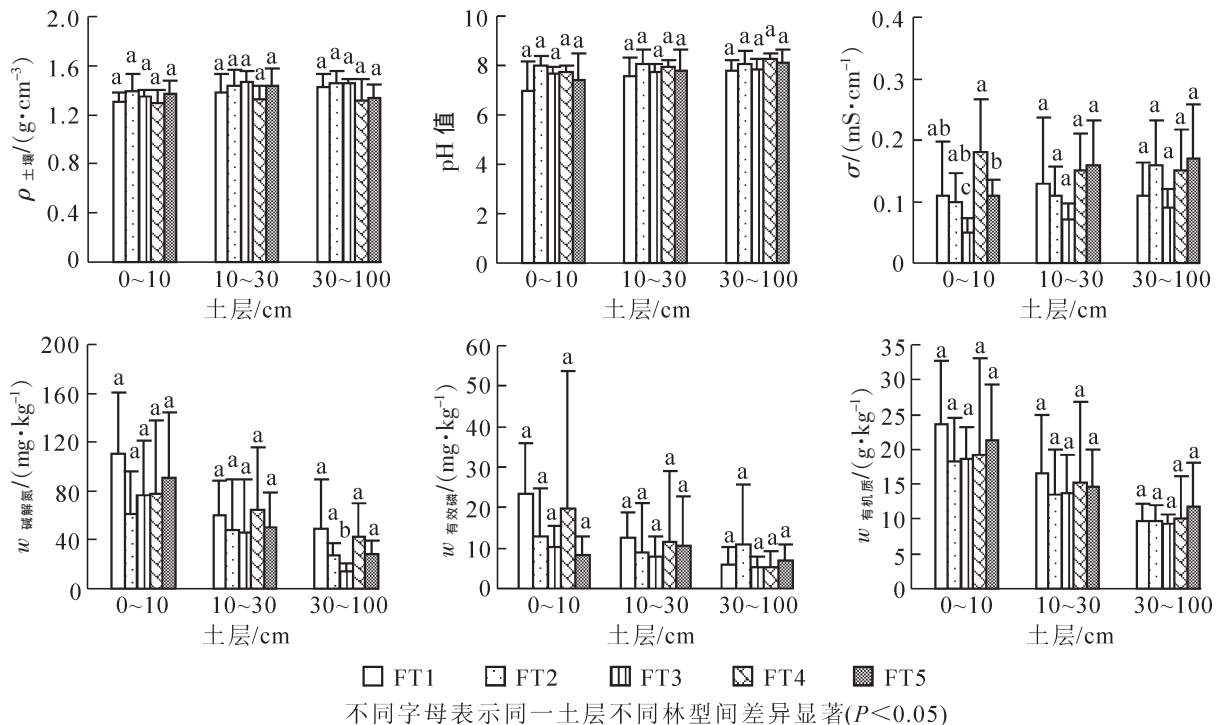 2.0
1.6
1.2
0.8
0.4
0
ρ 土壤/(g•cm⁻³)
a a a a a
a a a a a
a a a a a
0~10 10~30 30~100
土层/cm
10
8
6
4
2
0
pH 值
a a a a a
a a a a a
a a a a a
0~10 10~30 30~100
土层/cm
0.4
0.3
0.2
0.1
0
σ/(mS•cm⁻¹)
ab ab c a b
a a a a a
a a a a a
0~10 10~30 30~100
土层/cm
200
160
120
80
40
0
w 碱解氮/(mg•kg⁻¹)
a a a a a
a a a a a
a a b a a
0~10 10~30 30~100
土层/cm
60
50
40
30
20
10
0
w 有效磷/(mg•kg⁻¹)
a a a a a
a a a a a
a a a a a
0~10 10~30 30~100
土层/cm
35
30
25
20
15
10
5
0
w 有机质/(g•kg⁻¹)
a a a a a
a a a a a
a a a a a
0~10 10~30 30~100
土层/cm
FT1 FT2 FT3 FT4 FT5
不同字母表示同一土层不同林型间差异显著(P<0.05)